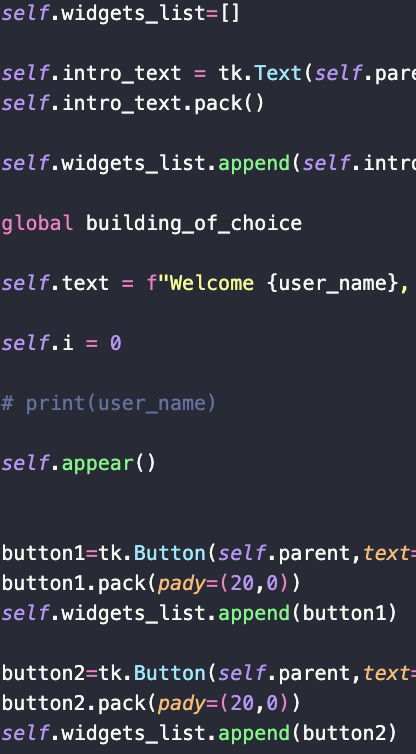 self.widgets_list=[]
self.intro_text = tk.Text(self.pare
self.intro_text.pack()
self.widgets_list.append(self.intro
global building_of_choice
self.text = f"Welcome {user_name},
self.i = 0
# print(user_name)
self.appear()
button1=tk.Button(self.parent,text=
button1.pack(pady=(20,0))
self.widgets_list.append(button1)
button2=tk.Button(self.parent,text=
button2.pack(pady=(20,0))
self.widgets_list.append(button2)